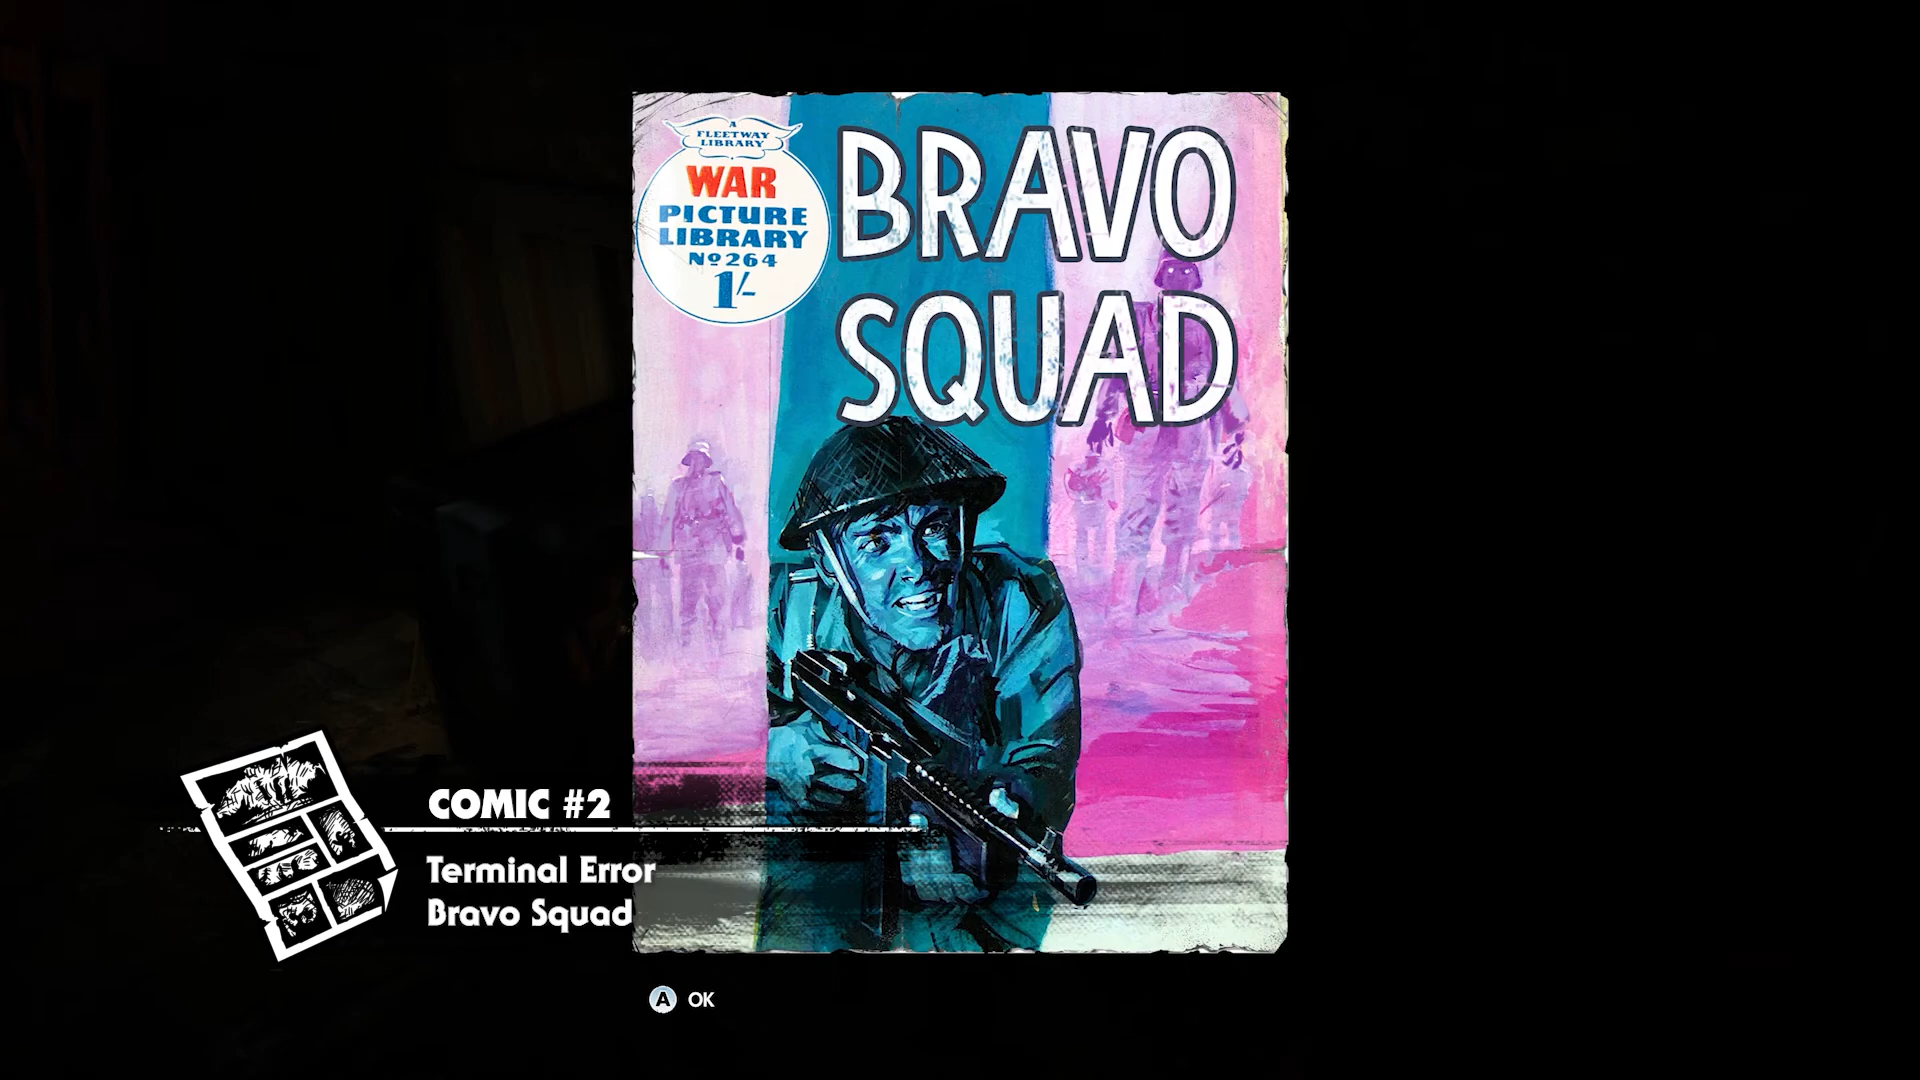 A
FLEETWAY
LIBRARY
WAR
PICTURE
LIBRARY
Nº264
1/-
BRAVO
SQUAD
COMIC #2
Terminal Error
Bravo Squad
A OK